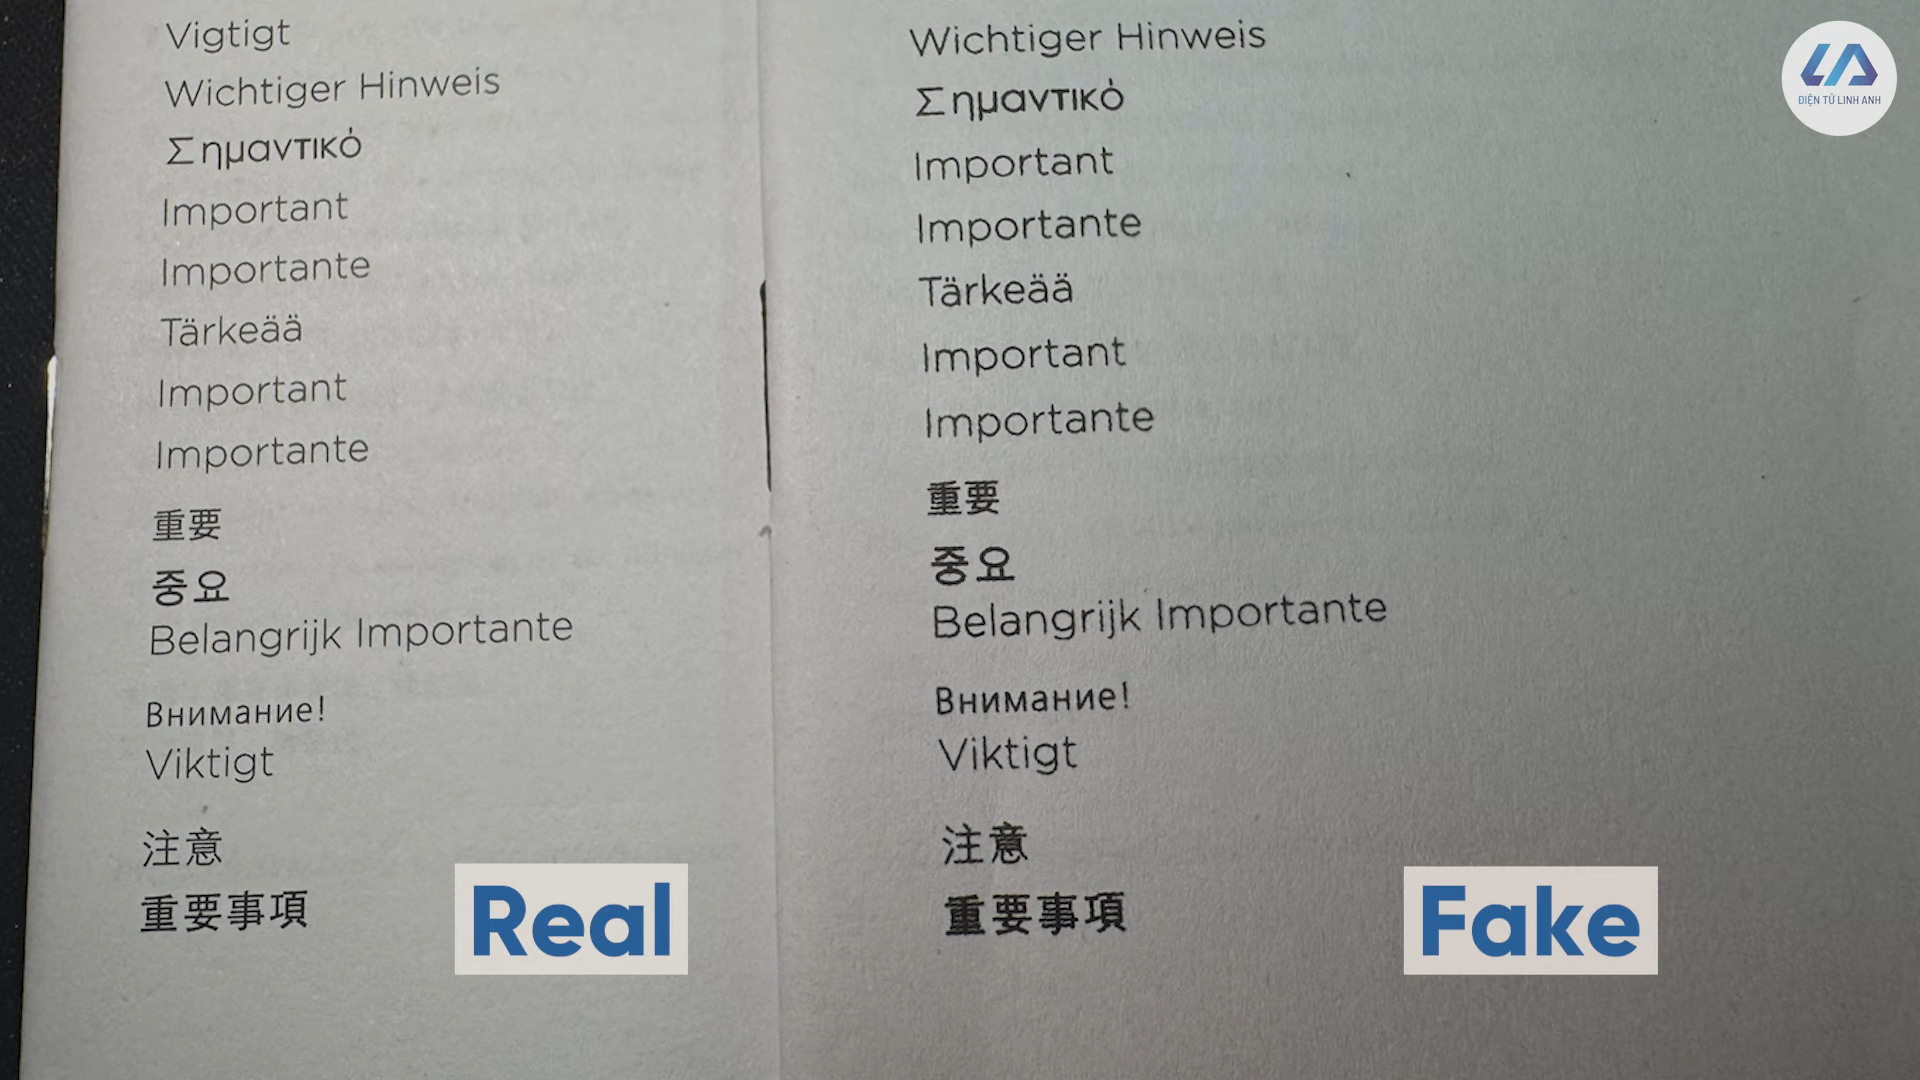 Vigtigt
Wichtiger Hinweis
Σημαντικό
Important
Importante
Tärkeää
Important
Importante
重要
중요
Belangrijk Importante
Внимание!
Viktigt
注意
重要事項
Real
Wichtiger Hinweis
Σημαντικό
Important
Importante
Tärkeää
Important
Importante
重要
중요
Belangrijk Importante
Внимание!
Viktigt
注意
重要事項
Fake
LA
ĐIỆN TỬ LINH ANH